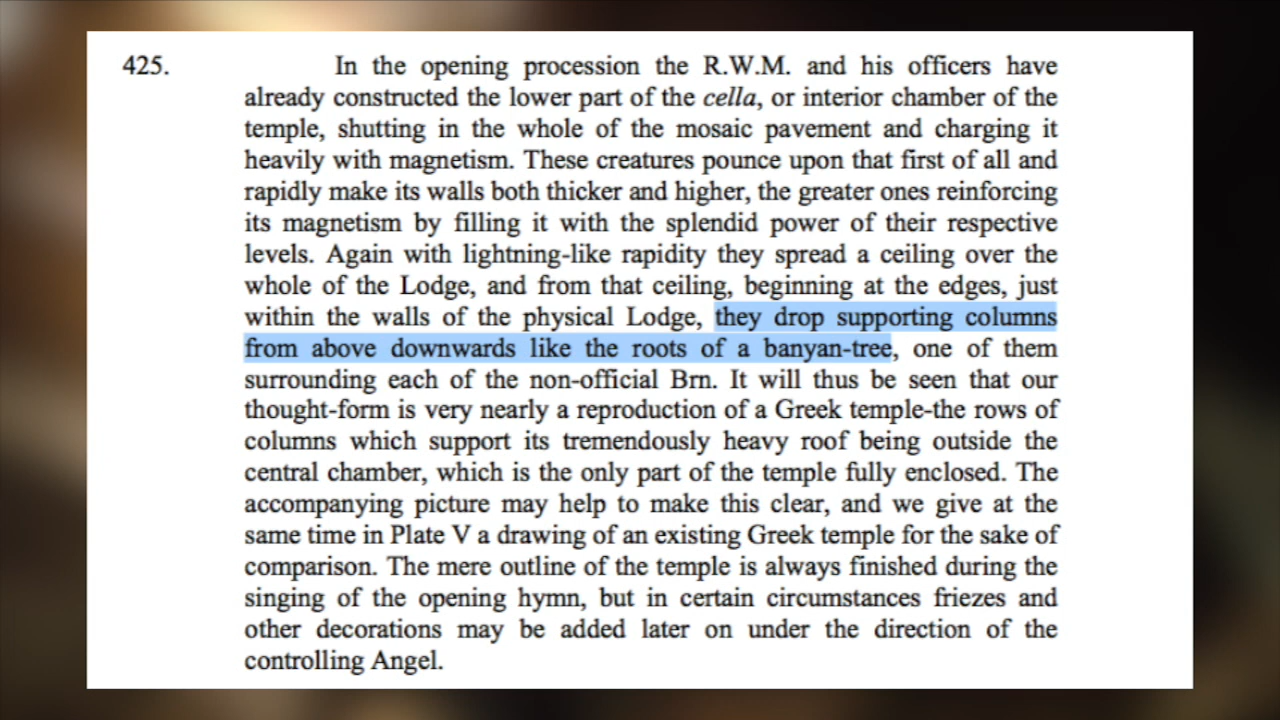 425. In the opening procession the R.W.M. and his officers have
already constructed the lower part of the cella, or interior chamber of the
temple, shutting in the whole of the mosaic pavement and charging it
heavily with magnetism. These creatures pounce upon that first of all and
rapidly make its walls both thicker and higher, the greater ones reinforcing
its magnetism by filling it with the splendid power of their respective
levels. Again with lightning-like rapidity they spread a ceiling over the
whole of the Lodge, and from that ceiling, beginning at the edges, just
within the walls of the physical Lodge, they drop supporting columns
from above downwards like the roots of a banyan-tree, one of them
surrounding each of the non-official Brn. It will thus be seen that our
thought-form is very nearly a reproduction of a Greek temple-the rows of
columns which support its tremendously heavy roof being outside the
central chamber, which is the only part of the temple fully enclosed. The
accompanying picture may help to make this clear, and we give at the
same time in Plate V a drawing of an existing Greek temple for the sake of
comparison. The mere outline of the temple is always finished during the
singing of the opening hymn, but in certain circumstances friezes and
other decorations may be added later on under the direction of the
controlling Angel.